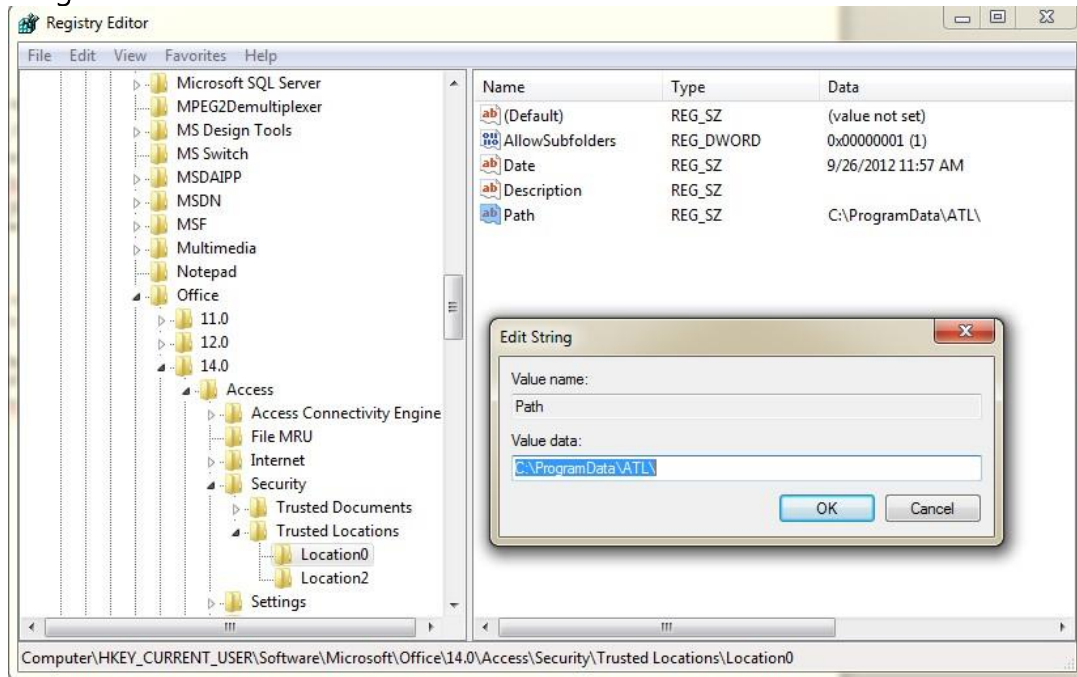 Registry Editor
File Edit View Favorites Help
Microsoft SQL Server
MPEG2Demultiplexer
MS Design Tools
MS Switch
MSDAIPP
MSDN
MSF
Multimedia
Notepad
Office
11.0
12.0
14.0
Access
Access Connectivity Engine
File MRU
Internet
Security
Trusted Documents
Trusted Locations
Location0
Location2
Settings
Name Type Data
(Default) REG_SZ (value not set)
AllowSubfolders REG_DWORD 0x00000001 (1)
Date REG_SZ 9/26/2012 11:57 AM
Description REG_SZ
Path REG_SZ C:\ProgramData\ATL\
Edit String
Value name:
Path
Value data:
C:\ProgramData\ATL\
OK Cancel
Computer\HKEY_CURRENT_USER\Software\Microsoft\Office\14.0\Access\Security\Trusted Locations\Location0